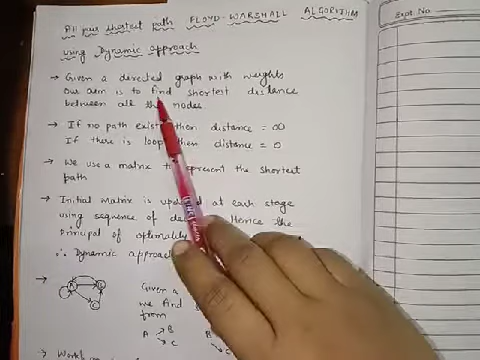 All pair shortest path FLOYD-WARSHALL ALGORITHM
using Dynamic approach
Expt. No.
→ Given a directed graph with weights
our aim is to find shortest distance
between all the nodes
→ If no path exist then distance = ∞
If there is loop then distance = 0
→ We use a matrix to represent the shortest
path
→ Initial matrix is updated at each stage
using sequence of Hence the
Principal of optimality
∴ Dynamic approach
→ A B C
Given a
we find
from
A → B
→ C
B
→ C
→